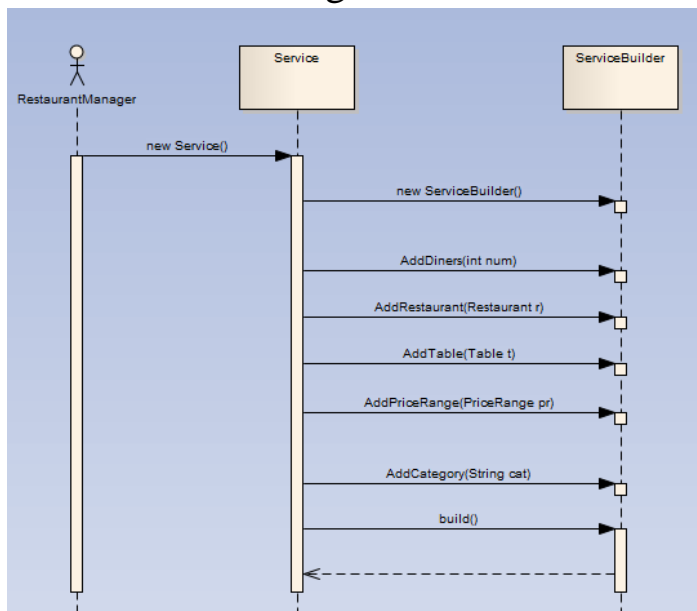 Service
ServiceBuilder
RestaurantManager
new Service()
new ServiceBuilder()
AddDiners(int num)
AddRestaurant(Restaurant r)
AddTable(Table t)
AddPriceRange(PriceRange pr)
AddCategory(String cat)
build()